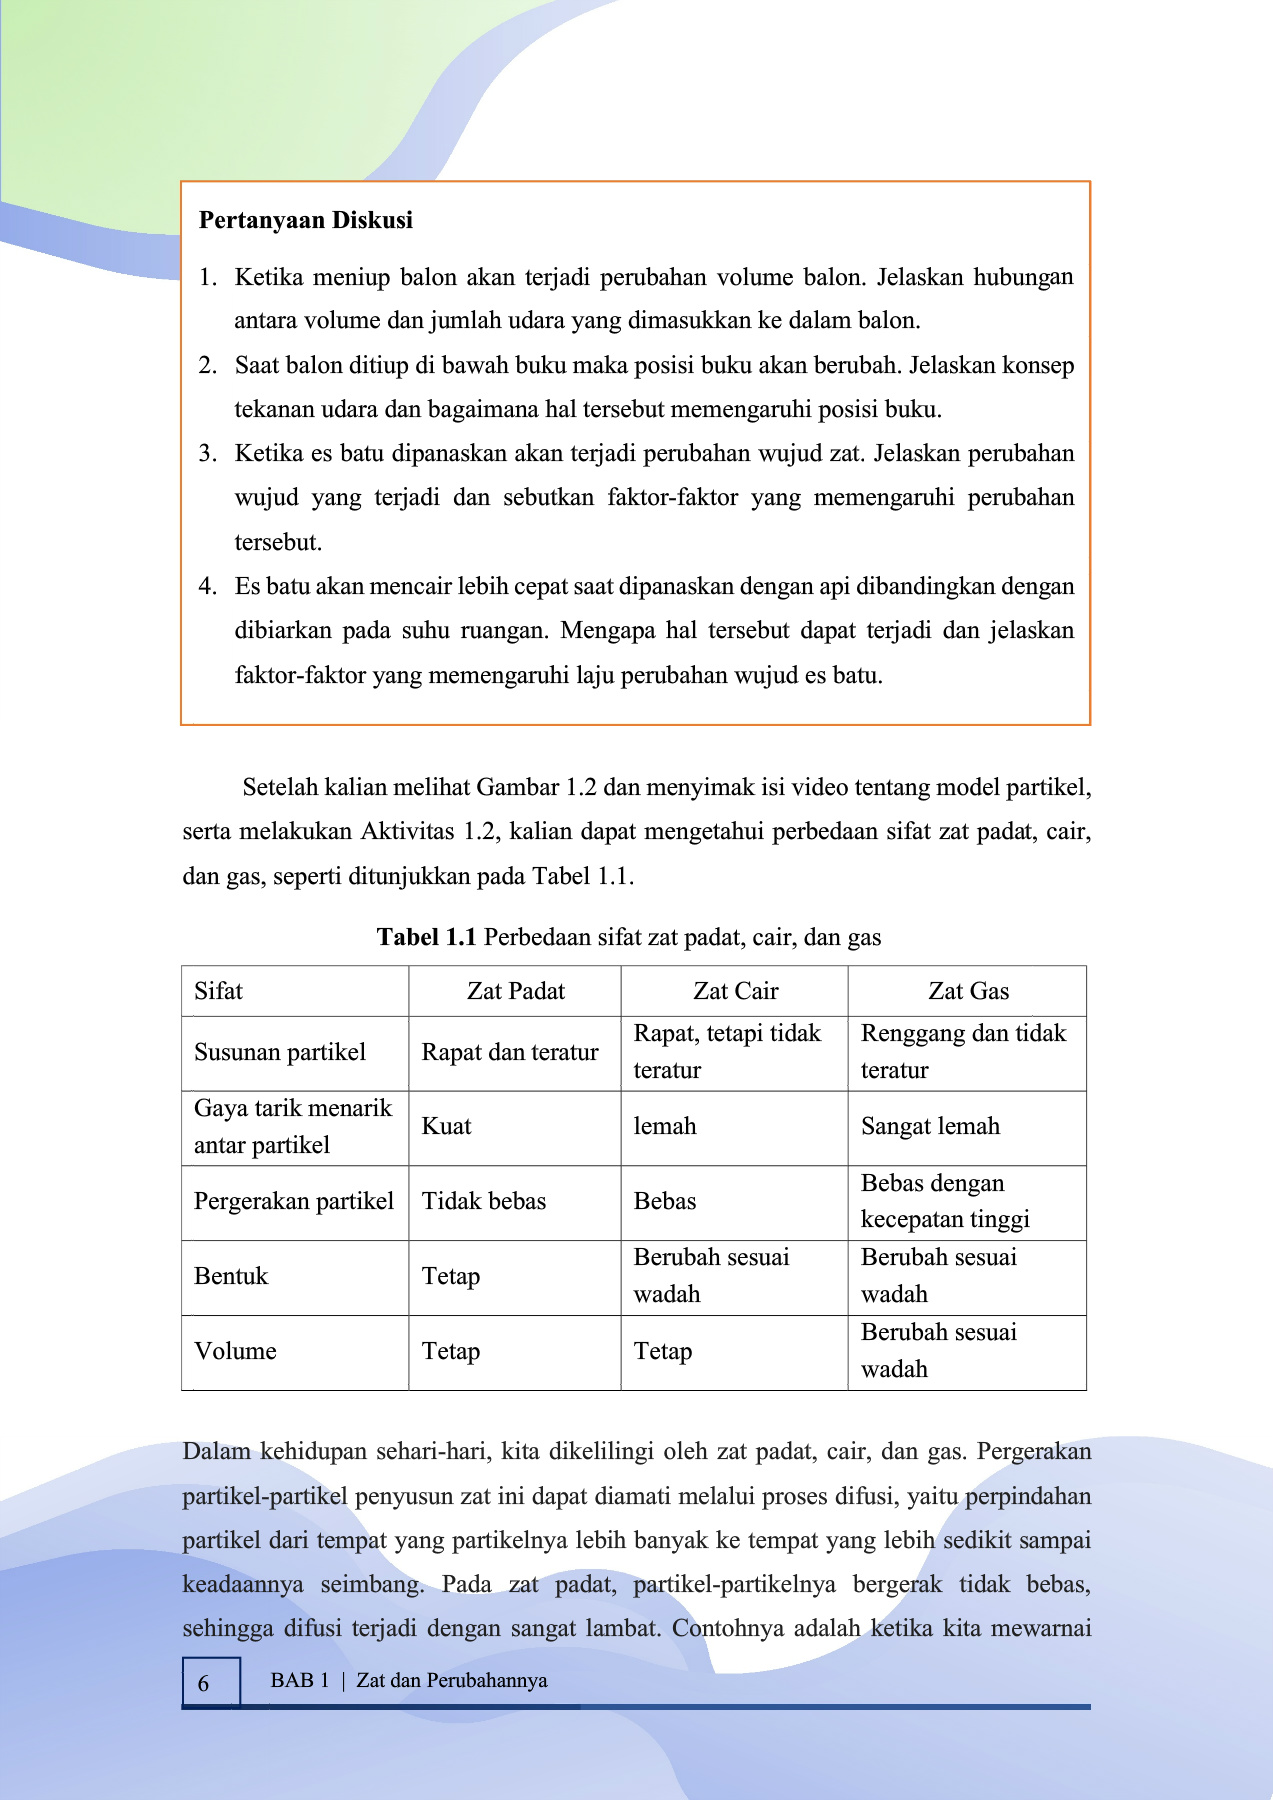 Pertanyaan Diskusi
1. Ketika meniup balon akan terjadi perubahan volume balon. Jelaskan hubungan
antara volume dan jumlah udara yang dimasukkan ke dalam balon.
2. Saat balon ditiup di bawah buku maka posisi buku akan berubah. Jelaskan konsep
tekanan udara dan bagaimana hal tersebut memengaruhi posisi buku.
3. Ketika es batu dipanaskan akan terjadi perubahan wujud zat. Jelaskan perubahan
wujud yang terjadi dan sebutkan faktor-faktor yang memengaruhi perubahan
tersebut.
4. Es batu akan mencair lebih cepat saat dipanaskan dengan api dibandingkan dengan
dibiarkan pada suhu ruangan. Mengapa hal tersebut dapat terjadi dan jelaskan
faktor-faktor yang memengaruhi laju perubahan wujud es batu.
Setelah kalian melihat Gambar 1.2 dan menyimak isi video tentang model partikel,
serta melakukan Aktivitas 1.2, kalian dapat mengetahui perbedaan sifat zat padat, cair,
dan gas, seperti ditunjukkan pada Tabel 1.1.
Tabel 1.1 Perbedaan sifat zat padat, cair, dan gas
Sifat Zat Padat Zat Cair Zat Gas
Susunan partikel Rapat dan teratur Rapat, tetapi tidak
teratur Renggang dan tidak
teratur
Gaya tarik menarik
antar partikel Kuat lemah Sangat lemah
Pergerakan partikel Tidak bebas Bebas Bebas dengan
kecepatan tinggi
Bentuk Tetap Berubah sesuai
wadah Berubah sesuai
wadah
Volume Tetap Tetap Berubah sesuai
wadah
Dalam kehidupan sehari-hari, kita dikelilingi oleh zat padat, cair, dan gas. Pergerakan
partikel-partikel penyusun zat ini dapat diamati melalui proses difusi, yaitu perpindahan
partikel dari tempat yang partikelnya lebih banyak ke tempat yang lebih sedikit sampai
keadaannya seimbang. Pada zat padat, partikel-partikelnya bergerak tidak bebas,
sehingga difusi terjadi dengan sangat lambat. Contohnya adalah ketika kita mewarnai
6 BAB 1 | Zat dan Perubahannya